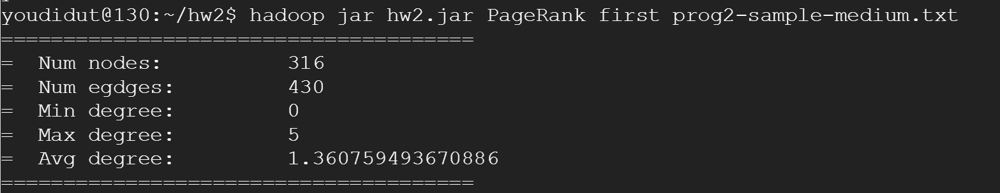 youdidut@130:~/hw2$ hadoop jar hw2.jar PageRank first prog2-sample-medium.txt
======================================
=  Num nodes:          316
=  Num egdges:         430
=  Min degree:         0
=  Max degree:         5
=  Avg degree:         1.360759493670886
======================================